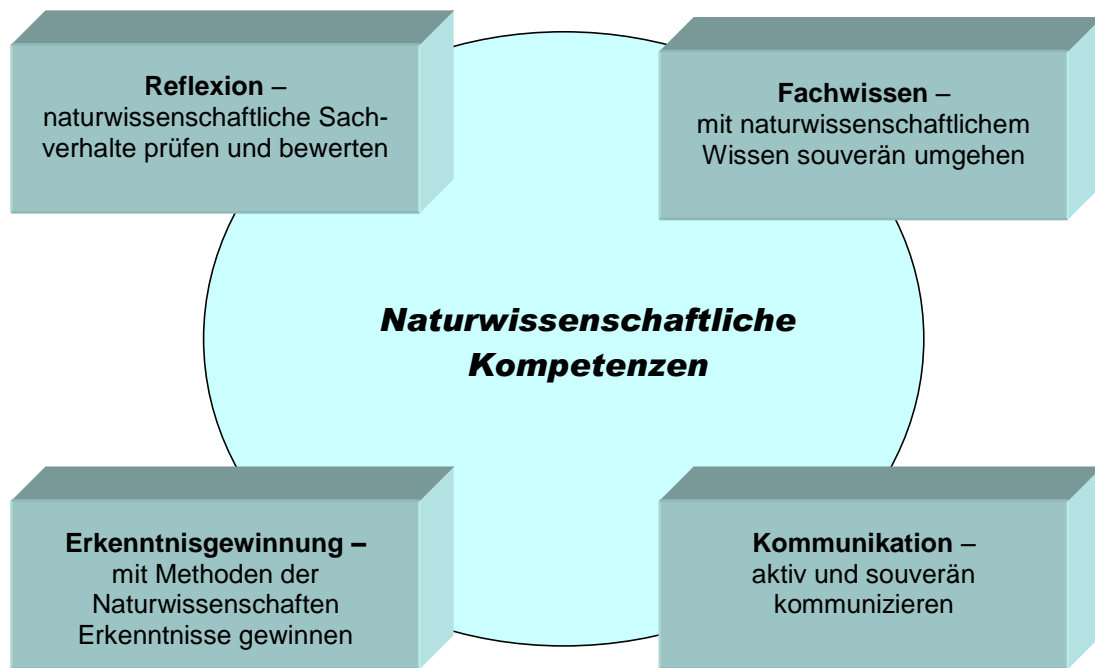 Reflexion –
naturwissenschaftliche Sach-
verhalte prüfen und bewerten
Fachwissen –
mit naturwissenschaftlichem
Wissen souverän umgehen
Naturwissenschaftliche
Kompetenzen
Erkenntnisgewinnung –
mit Methoden der
Naturwissenschaften
Erkenntnisse gewinnen
Kommunikation –
aktiv und souverän
kommunizieren